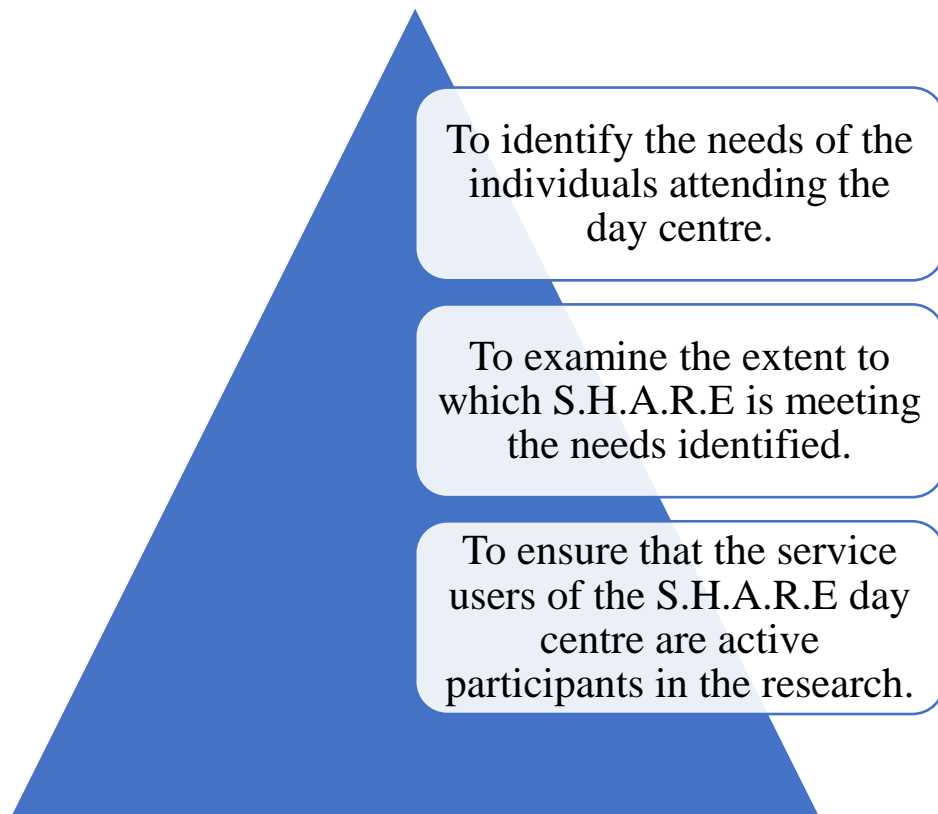 To identify the needs of the
individuals attending the
day centre.
To examine the extent to
which S.H.A.R.E is meeting
the needs identified.
To ensure that the service
users of the S.H.A.R.E day
centre are active
participants in the research.